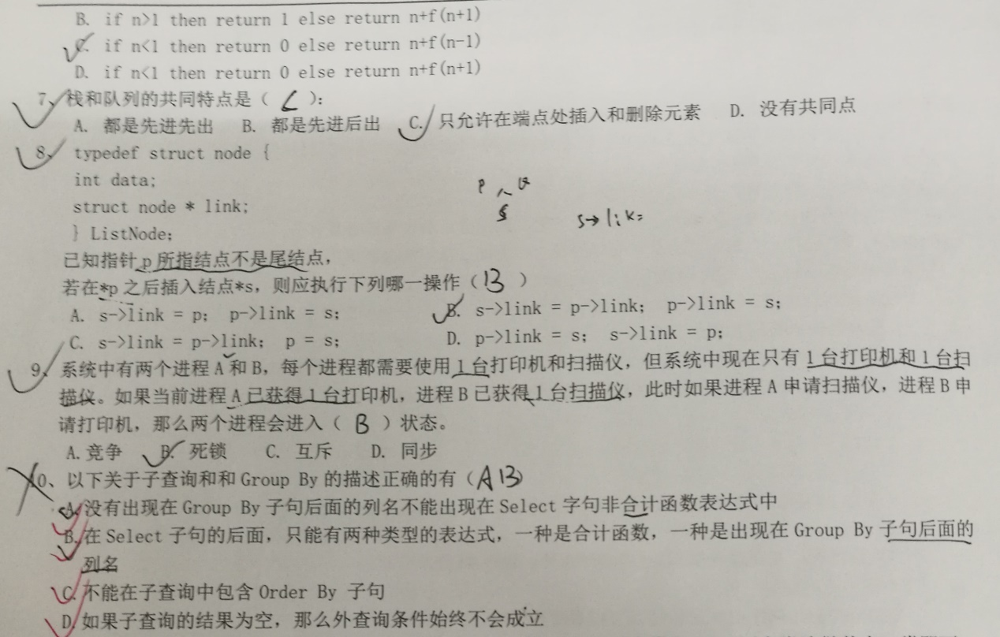 B. if n>1 then return 1 else return n+f(n+1)
C. if n<1 then return 0 else return n+f(n-1)
D. if n<1 then return 0 else return n+f(n+1)
7、栈和队列的共同特点是（ C ）：
A. 都是先进先出 B. 都是先进后出 C. 只允许在端点处插入和删除元素 D. 没有共同点
8、 typedef struct node {
int data;
p
s
struct node * link;
s→link=
} ListNode;
已知指针 p 所指结点不是尾结点，
若在*p 之后插入结点*s，则应执行下列哪一操作（ B ）
A. s->link = p; p->link = s; B. s->link = p->link; p->link = s;
C. s->link = p->link; p = s; D. p->link = s; s->link = p;
9、系统中有两个进程 A 和 B，每个进程都需要使用 1 台打印机和扫描仪，但系统中现在只有 1 台打印机和 1 台扫
描仪。如果当前进程 A 已获得 1 台打印机，进程 B 已获得 1 台扫描仪，此时如果进程 A 申请扫描仪，进程 B 申
请打印机，那么两个进程会进入（ B ）状态。
A. 竞争 B. 死锁 C. 互斥 D. 同步
0、以下关于子查询和和 Group By 的描述正确的有（AB）
A. 没有出现在 Group By 子句后面的列名不能出现在 Select 字句非合计函数表达式中
B. 在 Select 子句的后面，只能有两种类型的表达式，一种是合计函数，一种是出现在 Group By 子句后面的
列名
C. 不能在子查询中包含 Order By 子句
D. 如果子查询的结果为空，那么外查询条件始终不会成立